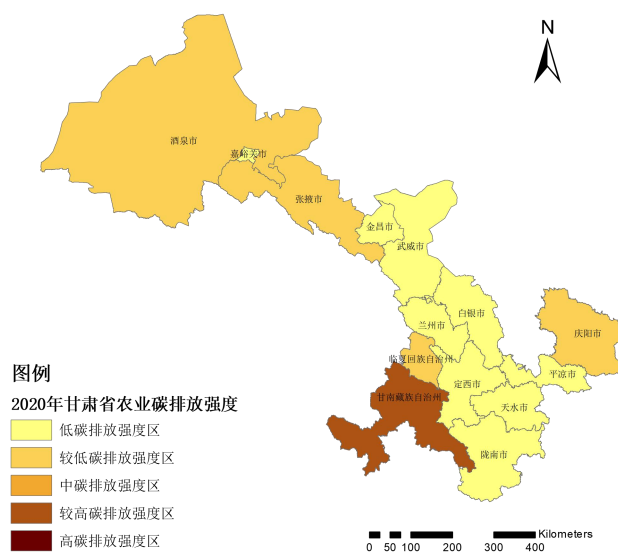 N
酒泉市
嘉峪关市
张掖市
金昌市
武威市
白银市
兰州市
庆阳市
临夏回族自治州
平凉市
定西市
甘南藏族自治州
天水市
陇南市
图例
2020年甘肃省农业碳排放强度
低碳排放强度区
较低碳排放强度区
中碳排放强度区
较高碳排放强度区
高碳排放强度区
Kilometers
0 50 100 200 300 400